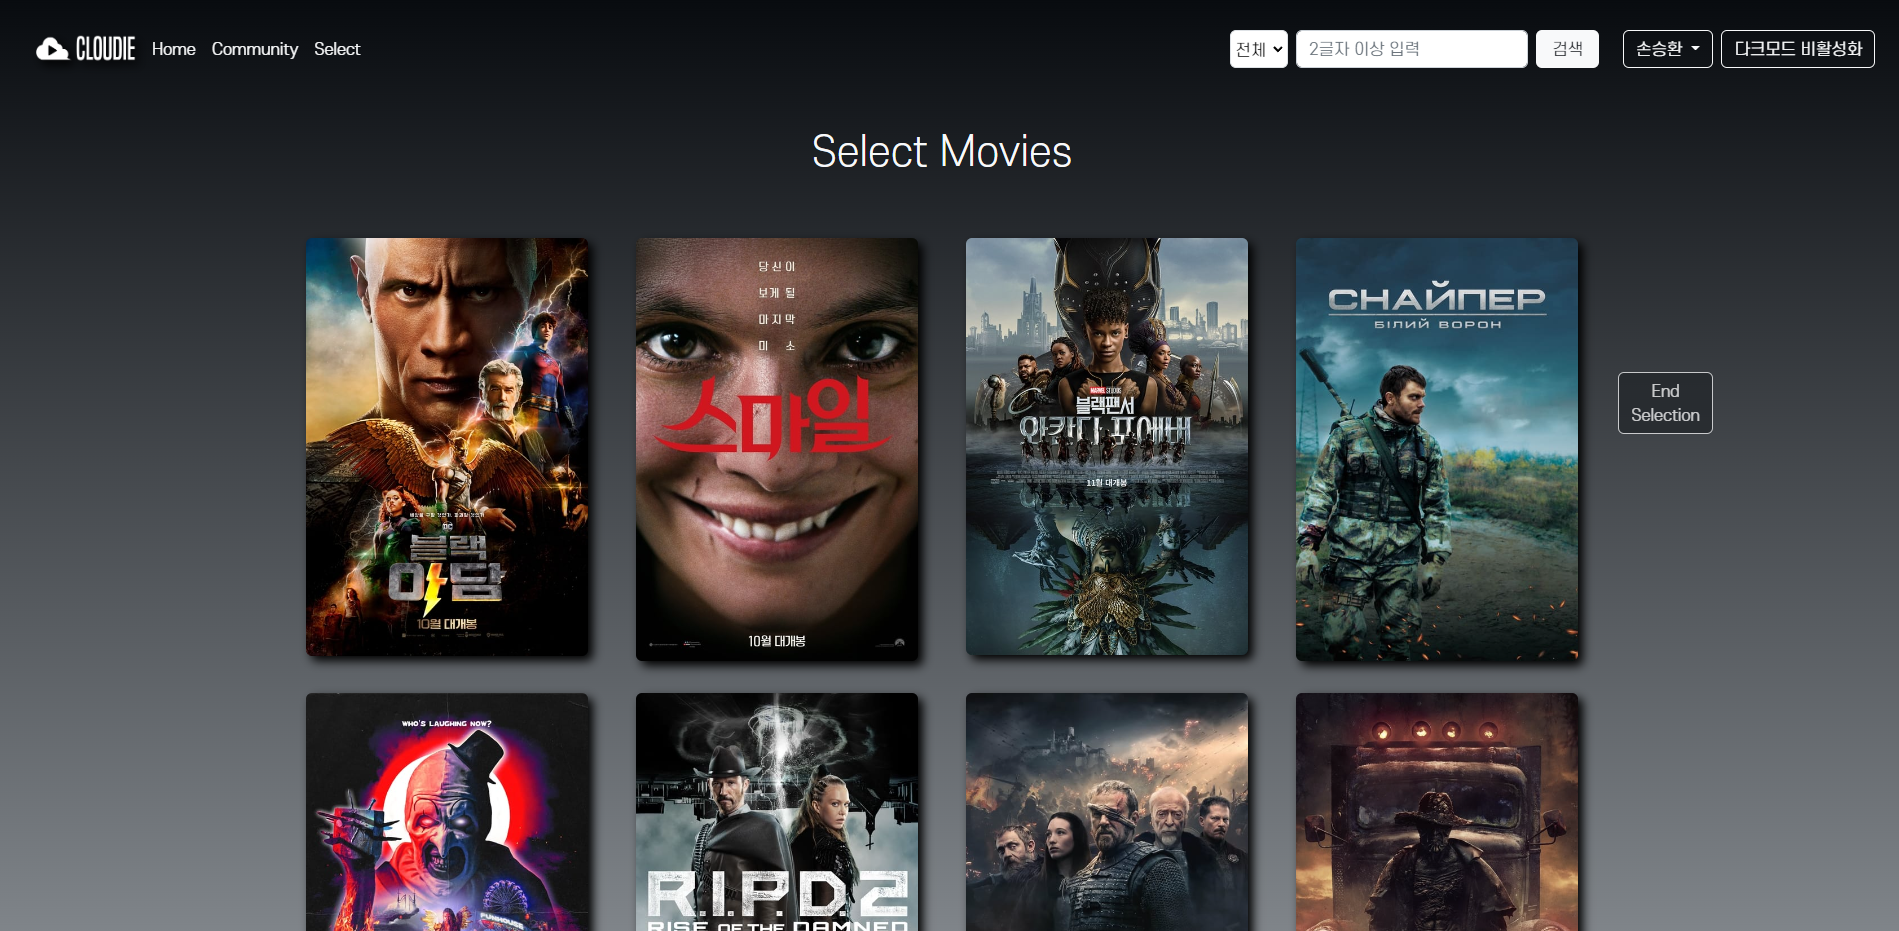 CLOUDIE Home Community Select 전체 2글자 이상 입력 검색 손승환 다크모드 비활성화
Select Movies
블랙
아담
10월 대개봉
당신이
보게 될
마지막
미 소
스마일
10월 대개봉
MARVEL STUDIOS
블랙팬서
와칸다 포에버
11월 대개봉
СНАЙПЕР
БІЛИЙ ВОРОН
End
Selection
WHO'S LAUGHING NOW?
FUNHOUSE
R.I.P.D.2
RISE OF THE DAMNED